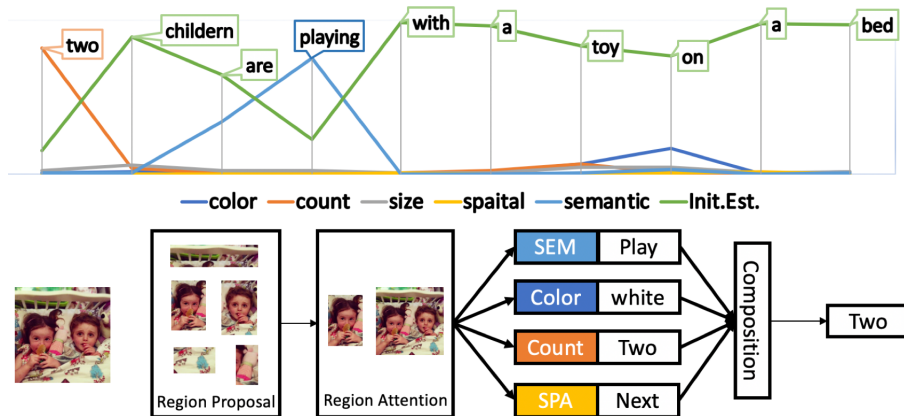 two
childern
are
playing
with
a
toy
on
a
bed
color count size spaital semantic Init.Est.
Region Proposal
Region Attention
SEM Play
Color white
Count Two
SPA Next
Composition
Two